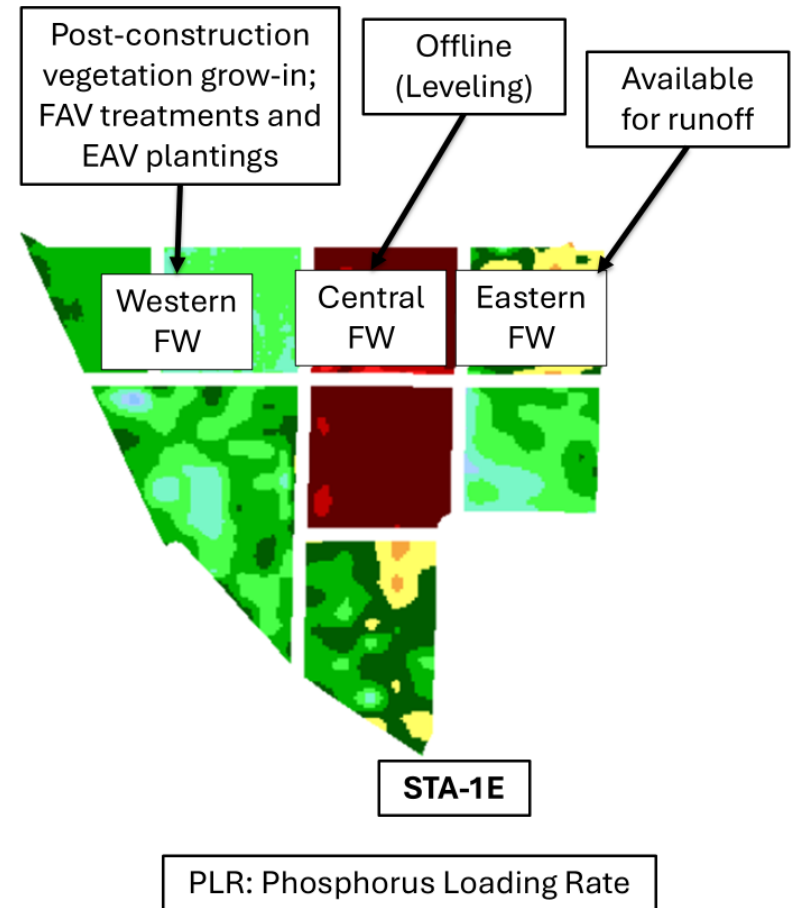 Post-construction
vegetation grow-in;
FAV treatments and
EAV plantings
Offline
(Leveling)
Available
for runoff
Western
FW
Central
FW
Eastern
FW
STA-1E
PLR: Phosphorus Loading Rate